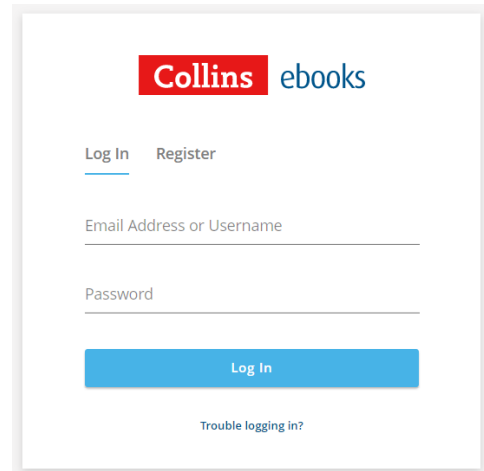 Collins ebooks
Log In Register
Email Address or Username
Password
Log In
Trouble logging in?